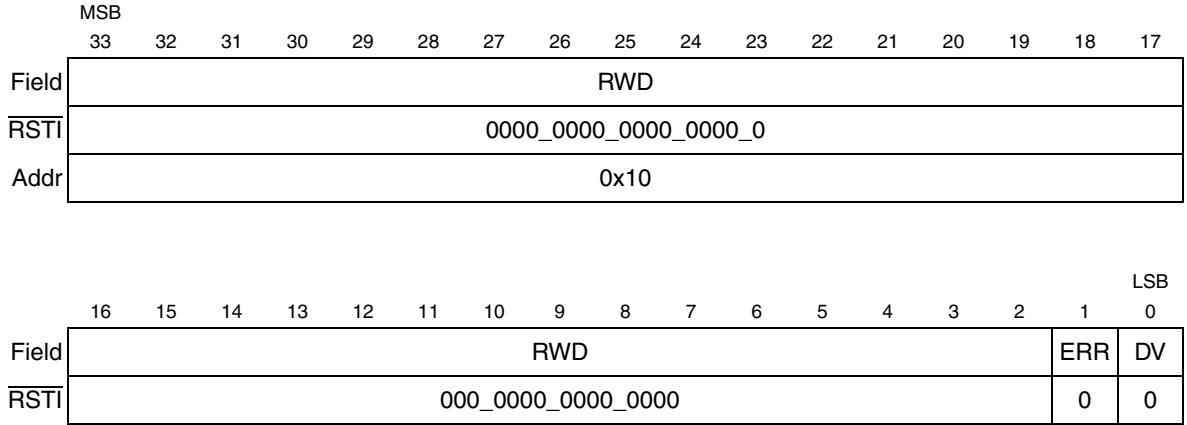 MSB
33 32 31 30 29 28 27 26 25 24 23 22 21 20 19 18 17
Field RWD
RSTI 0000_0000_0000_0000_0
Addr 0x10
LSB
16 15 14 13 12 11 10 9 8 7 6 5 4 3 2 1 0
Field RWD ERR DV
RSTI 000_0000_0000_0000 0 0